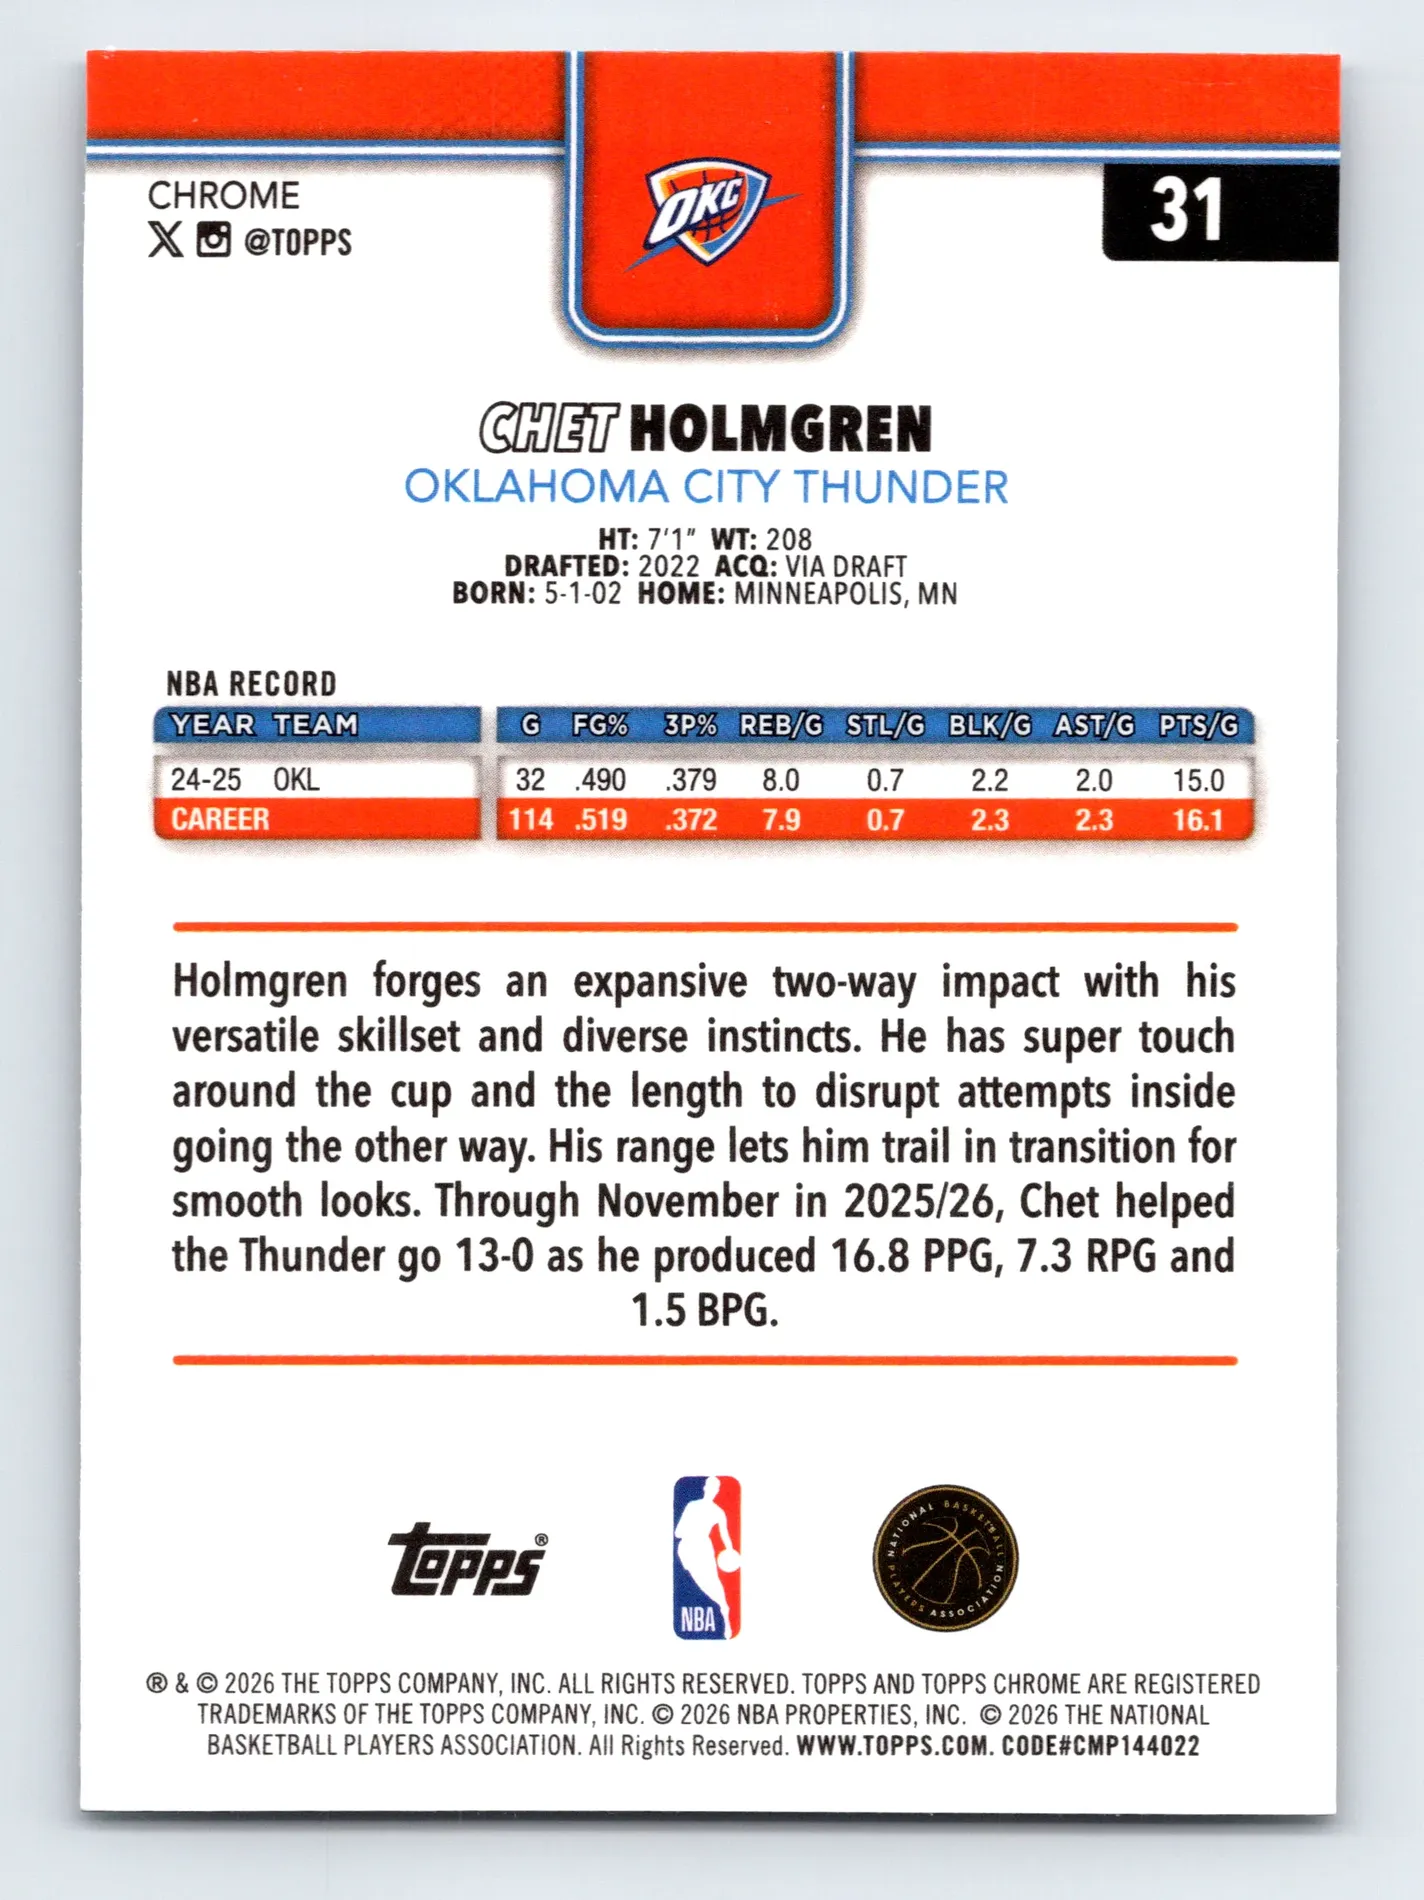 CHROME
X @TOPPS
OKC
31
CHET HOLMGREN
OKLAHOMA CITY THUNDER
HT: 7'1" WT: 208
DRAFTED: 2022 ACQ: VIA DRAFT
BORN: 5-1-02 HOME: MINNEAPOLIS, MN
NBA RECORD
YEAR TEAM G FG% 3P% REB/G STL/G BLK/G AST/G PTS/G
24-25 OKL 32 .490 .379 8.0 0.7 2.2 2.0 15.0
CAREER 114 .519 .372 7.9 0.7 2.3 2.3 16.1
Holmgren forges an expansive two-way impact with his
versatile skillset and diverse instincts. He has super touch
around the cup and the length to disrupt attempts inside
going the other way. His range lets him trail in transition for
smooth looks. Through November in 2025/26, Chet helped
the Thunder go 13-0 as he produced 16.8 PPG, 7.3 RPG and
1.5 BPG.
TOPPS®
NBA
NATIONAL BASKETBALL PLAYERS ASSOCIATION
® & © 2026 THE TOPPS COMPANY, INC. ALL RIGHTS RESERVED. TOPPS AND TOPPS CHROME ARE REGISTERED
TRADEMARKS OF THE TOPPS COMPANY, INC. © 2026 NBA PROPERTIES, INC. © 2026 THE NATIONAL
BASKETBALL PLAYERS ASSOCIATION. All Rights Reserved. WWW.TOPPS.COM. CODE#CMP144022